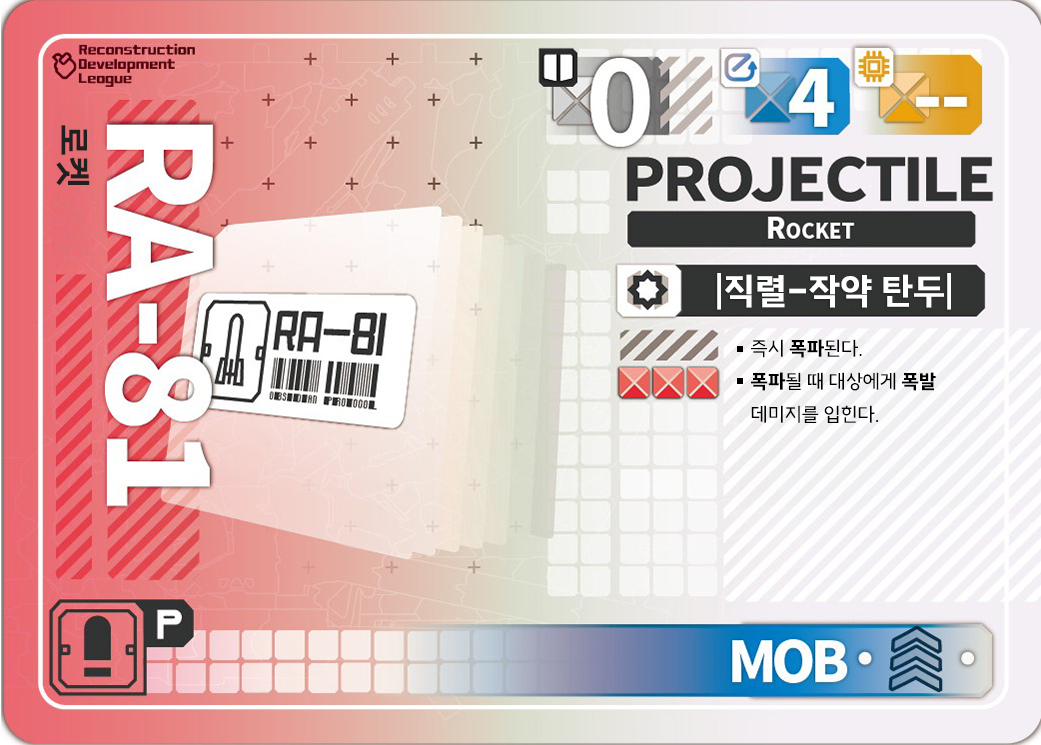 Reconstruction
Development
League
로켓
RA-81
RA-81
0
4
--
PROJECTILE
ROCKET
|직렬-작약 탄두|
▪ 즉시 폭파된다.
▪ 폭파될 때 대상에게 폭발
데미지를 입힌다.
P
MOB